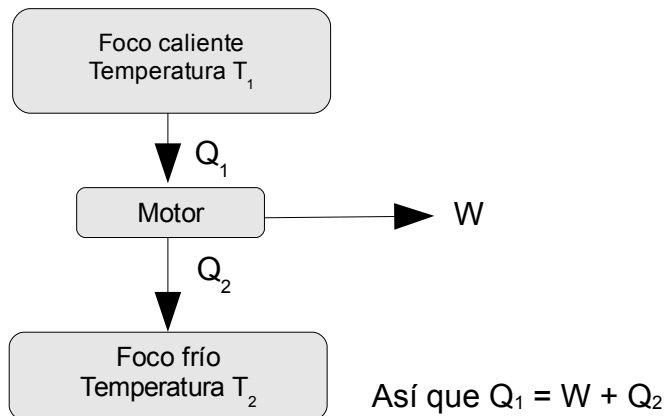 Foco caliente
Temperatura T₁
Q₁
Motor
W
Q₂
Foco frío
Temperatura T₂
Así que Q₁ = W + Q₂